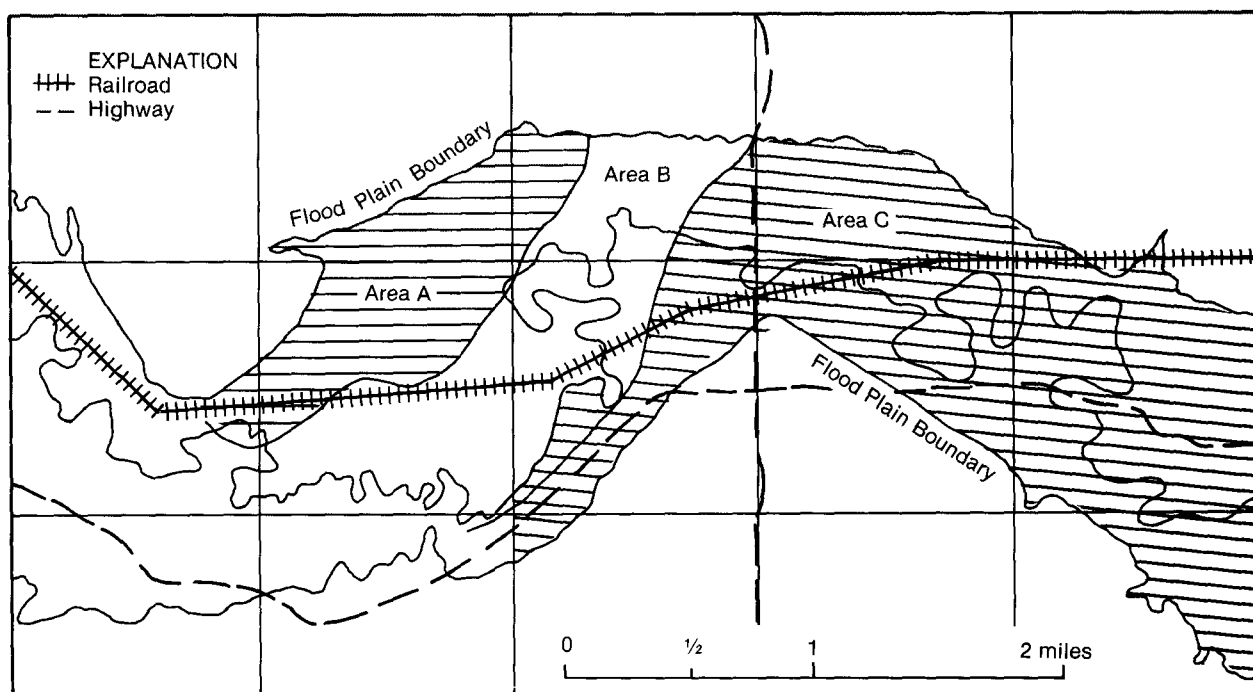 EXPLANATION
Railroad
Highway
Flood Plain Boundary
Area B
Area C
Area A
Flood Plain Boundary
0 ½ 1 2 miles